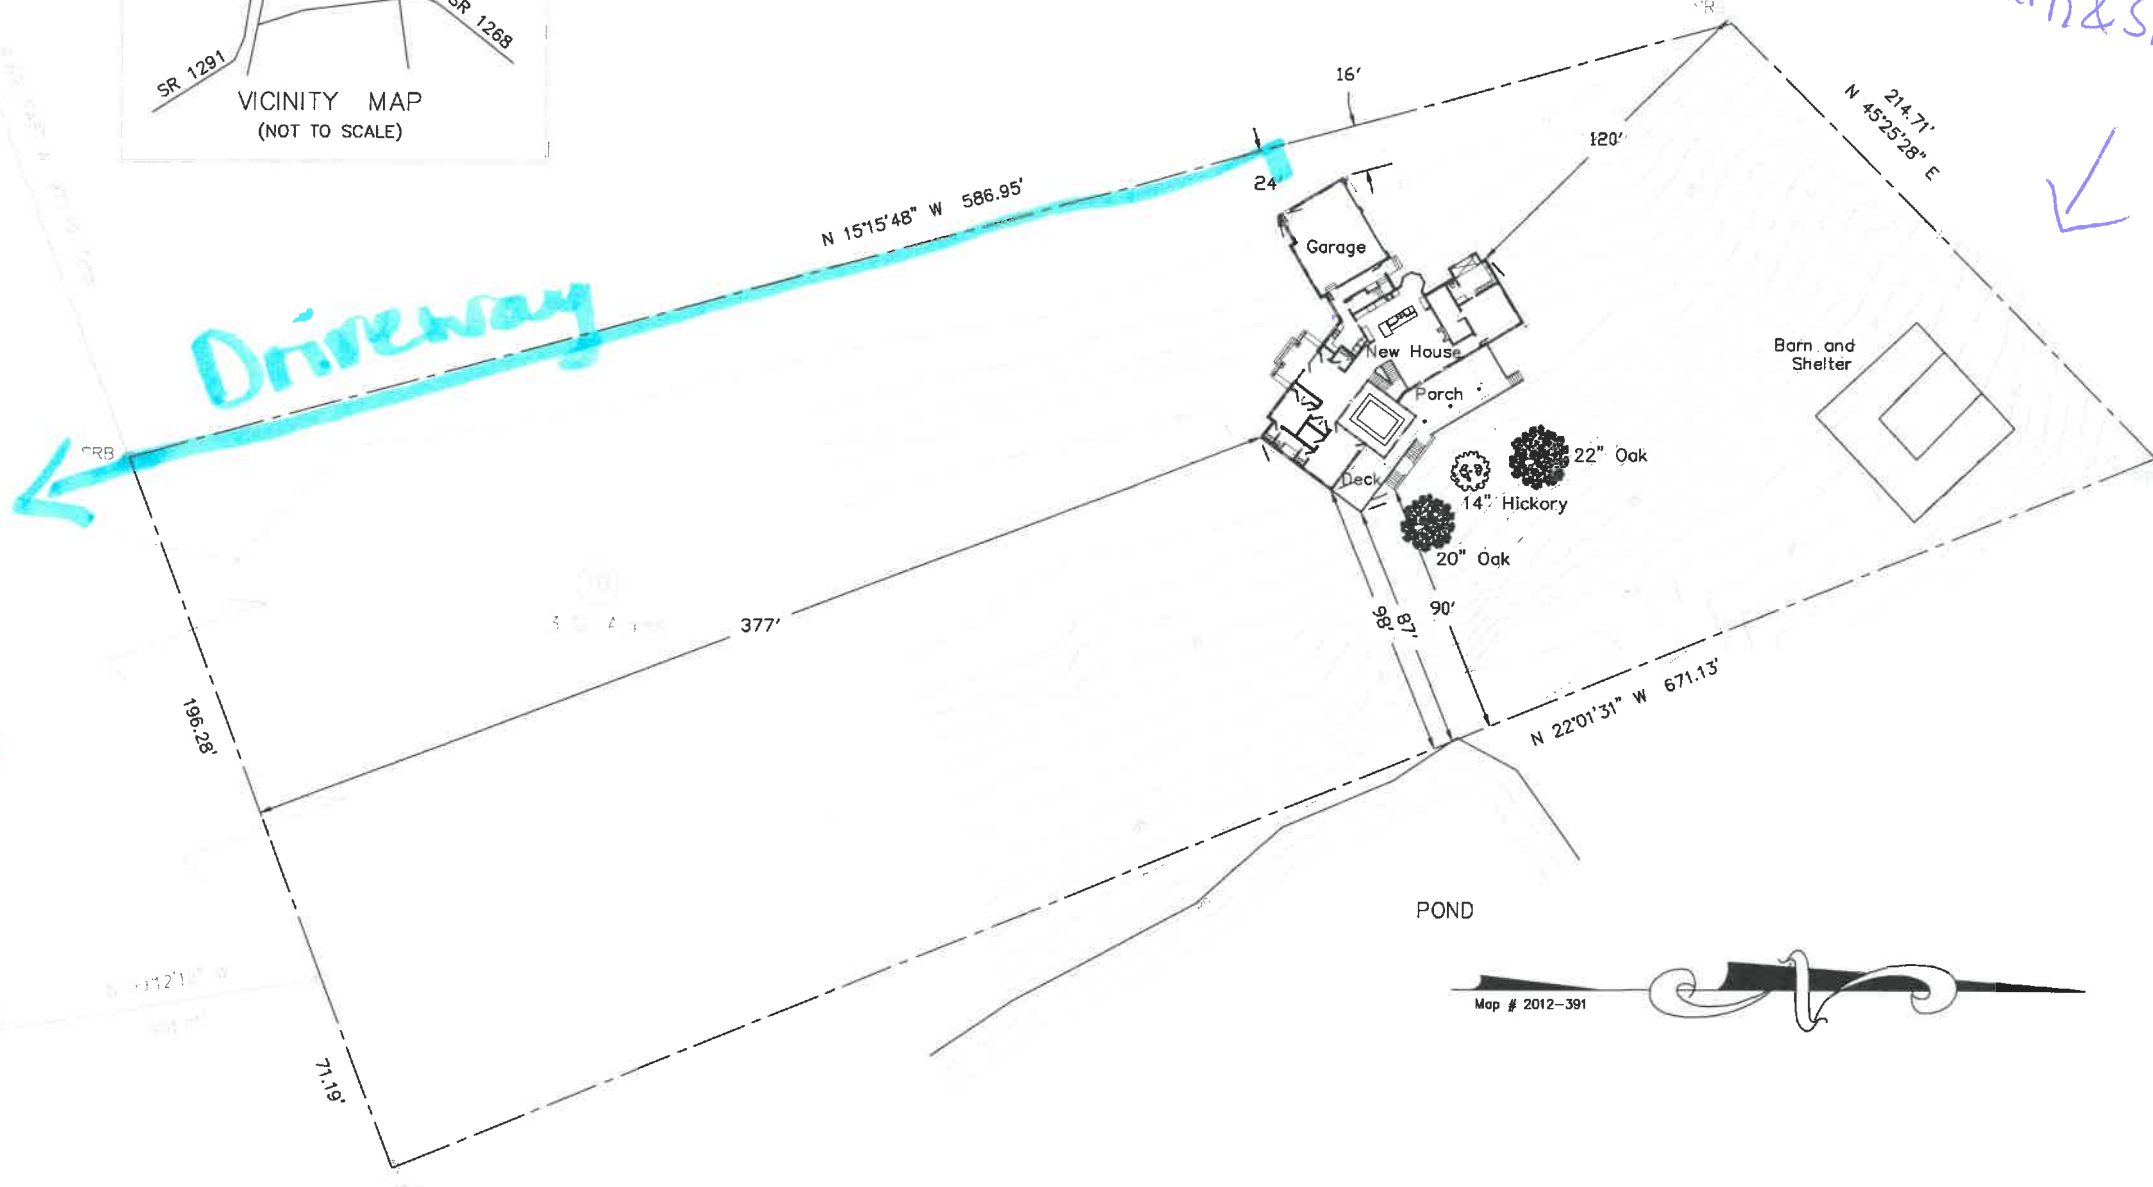 SR 1268
SR 1291
VICINITY MAP
(NOT TO SCALE)
16'
120'
214.71'
N 45°25'28" E
24'
N 15°15'48" W 586.95'
Garage
Driveway
New House
Barn and
Shelter
Porch
SRB
22" Oak
Deck
14" Hickory
20" Oak
377'
98'
87'
90'
196.28'
N 22°01'31" W 671.13'
POND
Map # 2012-391
71.19'